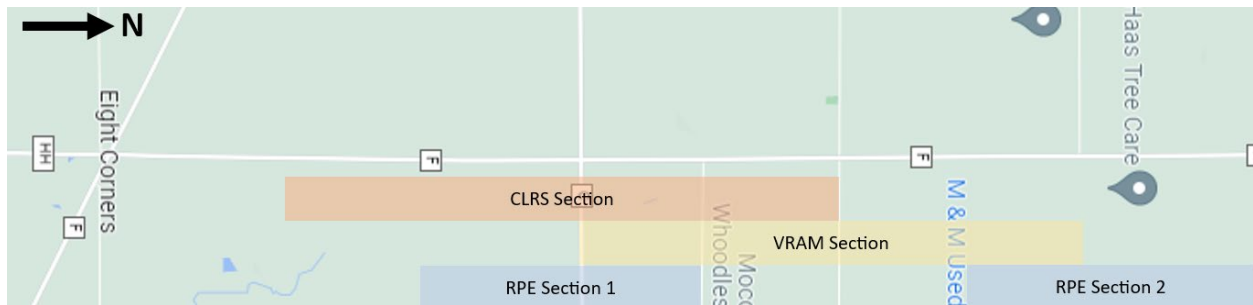 N
HH
F
Eight Corners
F
F
CLRS Section
VRAM Section
RPE Section 1
RPE Section 2
Whoodles
Mocc
M & M Used
Haas Tree Care